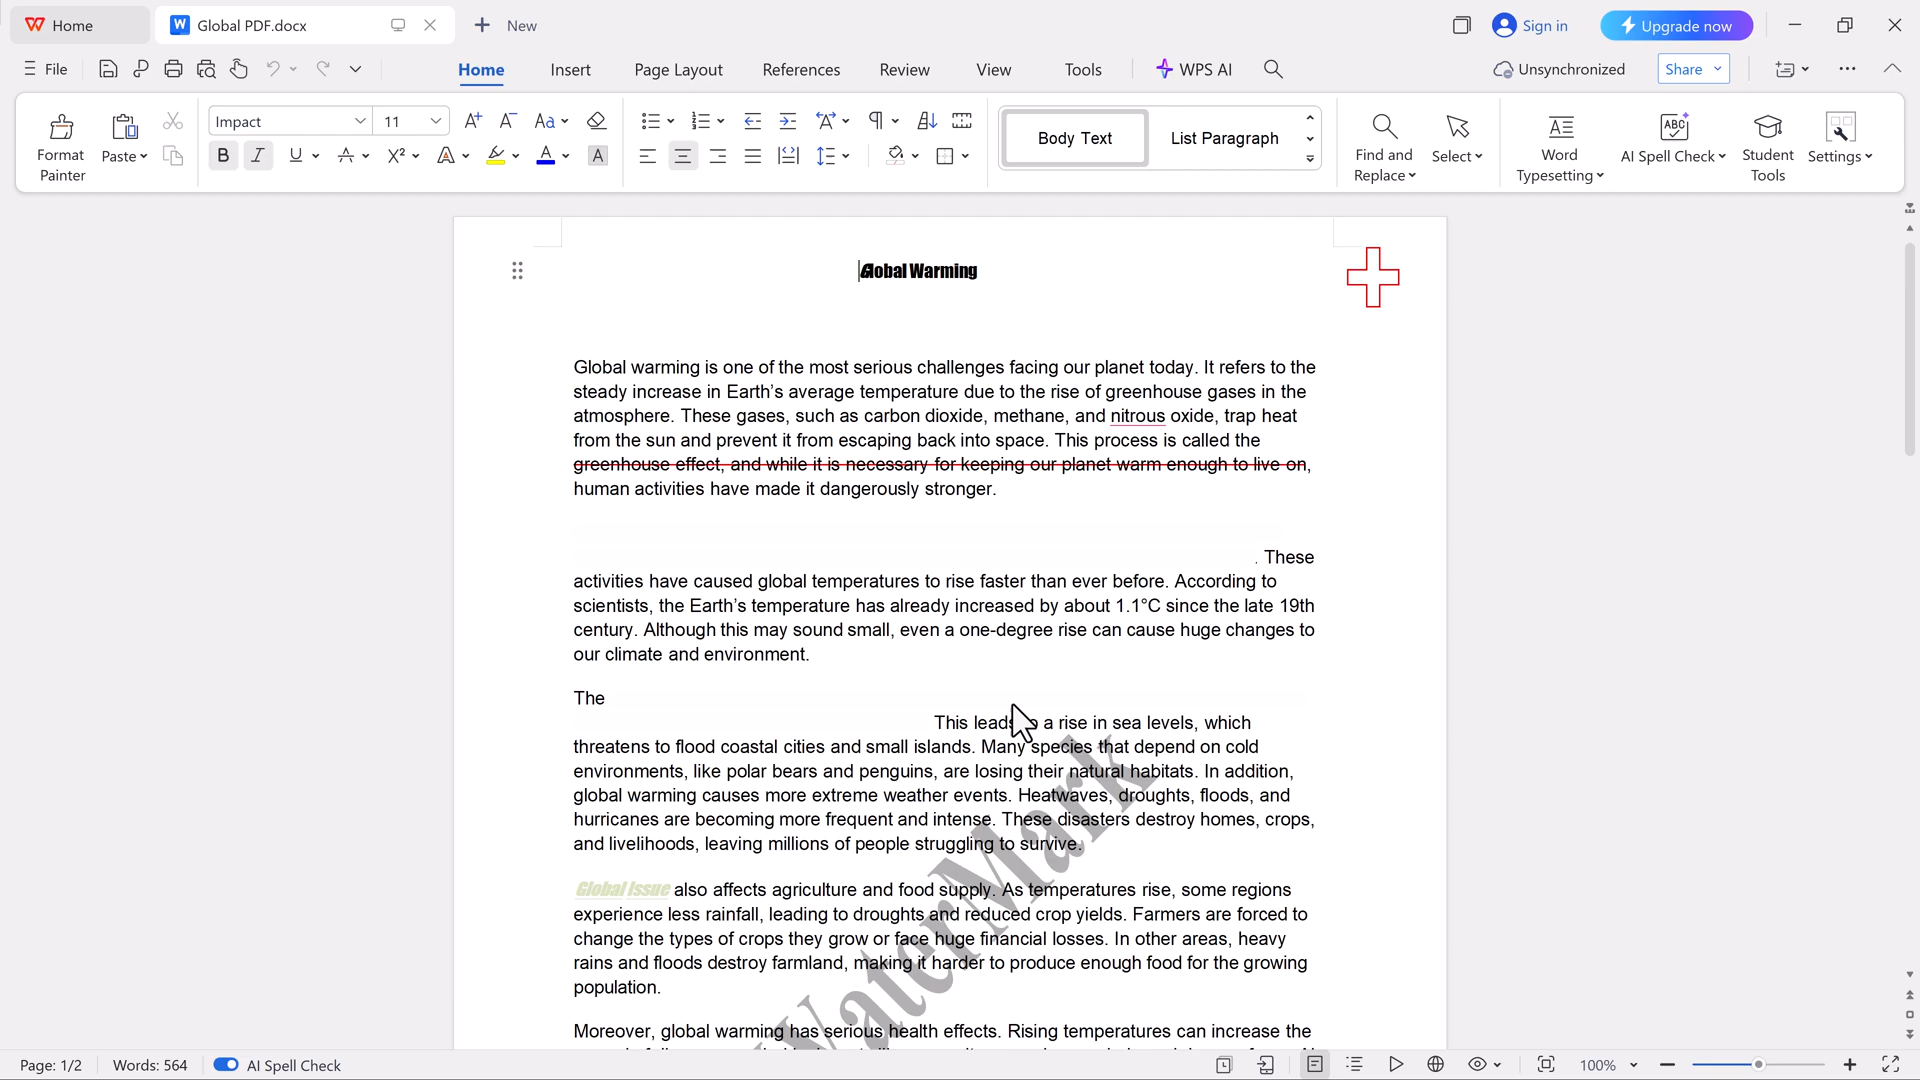 Home
Global PDF.docx
New
Sign in
Upgrade now
File
Home
Insert
Page Layout
References
Review
View
Tools
WPS AI
Unsynchronized
Share
Format Painter
Paste
Impact
11
Body Text
List Paragraph
Find and Replace
Select
Word Typesetting
AI Spell Check
Student Tools
Settings
Global Warming
Global warming is one of the most serious challenges facing our planet today. It refers to the
steady increase in Earth's average temperature due to the rise of greenhouse gases in the
atmosphere. These gases, such as carbon dioxide, methane, and nitrous oxide, trap heat
from the sun and prevent it from escaping back into space. This process is called the
greenhouse effect, and while it is necessary for keeping our planet warm enough to live on,
human activities have made it dangerously stronger.
. These
activities have caused global temperatures to rise faster than ever before. According to
scientists, the Earth's temperature has already increased by about 1.1°C since the late 19th
century. Although this may sound small, even a one-degree rise can cause huge changes to
our climate and environment.
The
This leads to a rise in sea levels, which
threatens to flood coastal cities and small islands. Many species that depend on cold
environments, like polar bears and penguins, are losing their natural habitats. In addition,
global warming causes more extreme weather events. Heatwaves, droughts, floods, and
hurricanes are becoming more frequent and intense. These disasters destroy homes, crops,
and livelihoods, leaving millions of people struggling to survive.
Global Issue also affects agriculture and food supply. As temperatures rise, some regions
experience less rainfall, leading to droughts and reduced crop yields. Farmers are forced to
change the types of crops they grow or face huge financial losses. In other areas, heavy
rains and floods destroy farmland, making it harder to produce enough food for the growing
population.
Moreover, global warming has serious health effects. Rising temperatures can increase the
WaterMark
Page: 1/2
Words: 564
AI Spell Check
100%